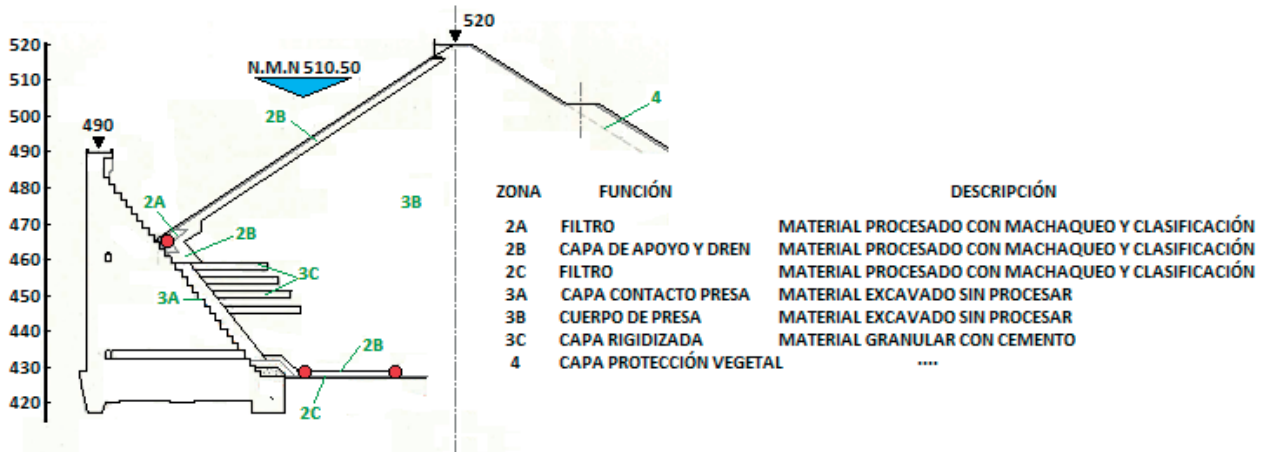 520
520
510
500
490
480
470
460
450
440
430
420
N.M.N 510.50
490
2B
4
2A
3B
2B
3C
3A
2B
2C
ZONA FUNCIÓN DESCRIPCIÓN
2A FILTRO MATERIAL PROCESADO CON MACHAQUEO Y CLASIFICACIÓN
2B CAPA DE APOYO Y DREN MATERIAL PROCESADO CON MACHAQUEO Y CLASIFICACIÓN
2C FILTRO MATERIAL PROCESADO CON MACHAQUEO Y CLASIFICACIÓN
3A CAPA CONTACTO PRESA MATERIAL EXCAVADO SIN PROCESAR
3B CUERPO DE PRESA MATERIAL EXCAVADO SIN PROCESAR
3C CAPA RIGIDIZADA MATERIAL GRANULAR CON CEMENTO
4 CAPA PROTECCIÓN VEGETAL ....